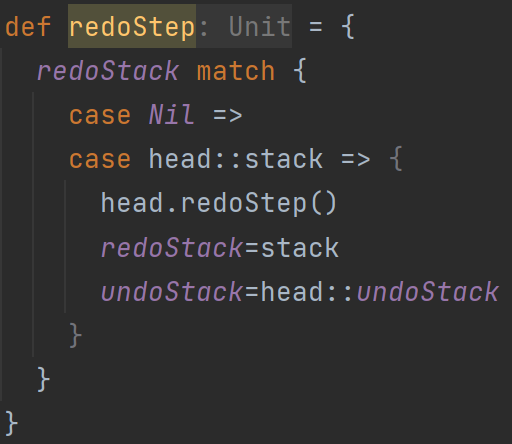 def redoStep: Unit = {
  redoStack match {
    case Nil =>
    case head::stack => {
      head.redoStep()
      redoStack=stack
      undoStack=head::undoStack
    }
  }
}